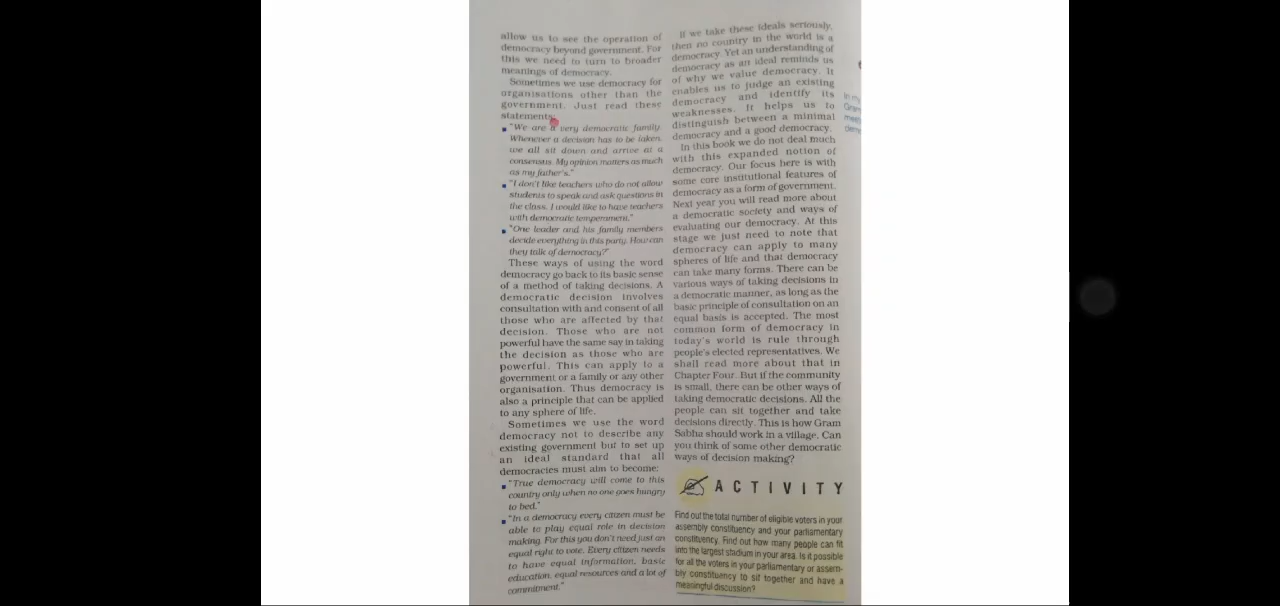 allow us to see the operation of
democracy beyond government. For
this we need to turn to broader
meanings of democracy.
Sometimes we use democracy for
organisations other than the
government. Just read these
statements:
"We are a very democratic family.
Whenever a decision has to be taken,
we all sit down and arrive at a
consensus. My opinion matters as much
as my father's."
"I don't like teachers who do not allow
students to speak and ask questions in
the class. I would like to have teachers
with democratic temperament."
"One leader and his family members
decide everything in this party. How can
they talk of democracy?"
These ways of using the word
democracy go back to its basic sense
of a method of taking decisions. A
democratic decision involves
consultation with and consent of all
those who are affected by that
decision. Those who are not
powerful have the same say in taking
the decision as those who are
powerful. This can apply to a
government or a family or any other
organisation. Thus democracy is
also a principle that can be applied
to any sphere of life.
Sometimes we use the word
democracy not to describe any
existing government but to set up
an ideal standard that all
democracies must aim to become:
"True democracy will come to this
country only when no one goes hungry
to bed."
"In a democracy every citizen must be
able to play equal role in decision
making. For this you don't need just an
equal right to vote. Every citizen needs
to have equal information, basic
education, equal resources and a lot of
commitment."
If we take these ideals seriously,
then no country in the world is a
democracy. Yet an understanding of
democracy as an ideal reminds us
of why we value democracy. It
enables us to judge an existing
democracy and identify its
weaknesses. It helps us to
distinguish between a minimal
democracy and a good democracy.
In this book we do not deal much
with this expanded notion of
democracy. Our focus here is with
some core institutional features of
democracy as a form of government.
Next year you will read more about
a democratic society and ways of
evaluating our democracy. At this
stage we just need to note that
democracy can apply to many
spheres of life and that democracy
can take many forms. There can be
various ways of taking decisions in
a democratic manner, as long as the
basic principle of consultation on an
equal basis is accepted. The most
common form of democracy in
today's world is rule through
people's elected representatives. We
shall read more about that in
Chapter Four. But if the community
is small, there can be other ways of
taking democratic decisions. All the
people can sit together and take
decisions directly. This is how Gram
Sabha should work in a village. Can
you think of some other democratic
ways of decision making?
ACTIVITY
Find out the total number of eligible voters in your
assembly constituency and your parliamentary
constituency. Find out how many people can fit
into the largest stadium in your area. Is it possible
for all the voters in your parliamentary or assem-
bly constituency to sit together and have a
meaningful discussion?
In my